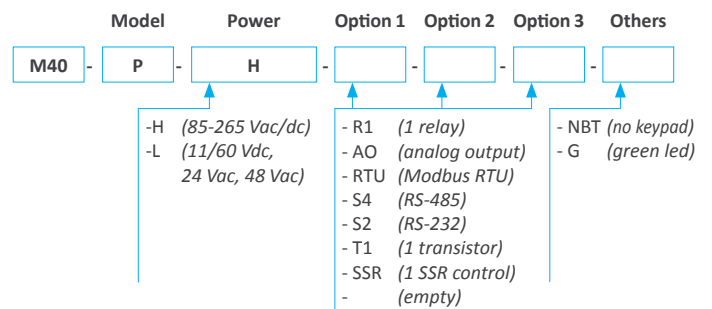 Model Power Option 1 Option 2 Option 3 Others
M40 - P - H - - - -
-H (85-265 Vac/dc)
-L (11/60 Vdc,
24 Vac, 48 Vac)
- R1 (1 relay)
- AO (analog output)
- RTU (Modbus RTU)
- S4 (RS-485)
- S2 (RS-232)
- T1 (1 transistor)
- SSR (1 SSR control)
- (empty)
- NBT (no keypad)
- G (green led)